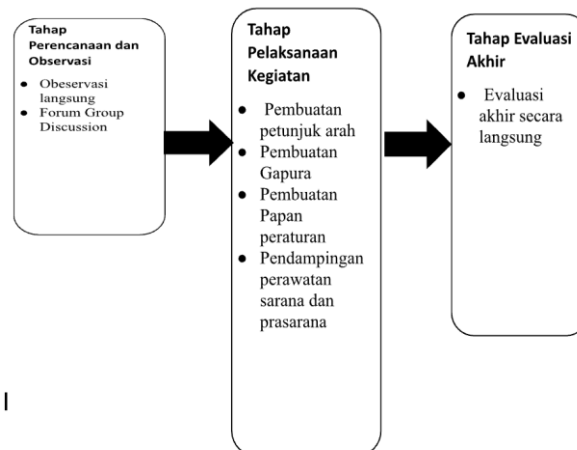 Tahap
Perencanaan dan
Observasi
● Obeservasi
langsung
● Forum Group
Discussion
Tahap
Pelaksanaan
Kegiatan
● Pembuatan
petunjuk arah
● Pembuatan
Gapura
● Pembuatan
Papan
peraturan
● Pendampingan
perawatan
sarana dan
prasarana
Tahap Evaluasi
Akhir
● Evaluasi
akhir secara
langsung
l